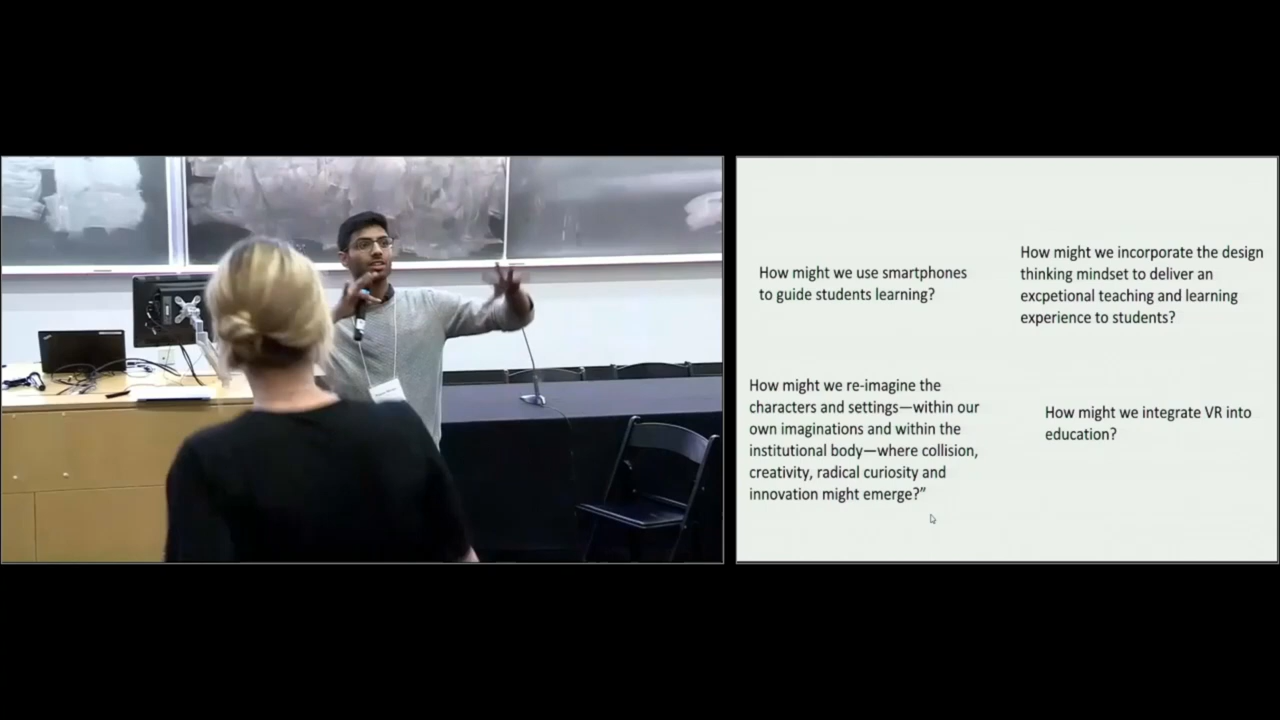 How might we use smartphones
to guide students learning?
How might we incorporate the design
thinking mindset to deliver an
excpetional teaching and learning
experience to students?
How might we re-imagine the
characters and settings—within our
own imaginations and within the
institutional body—where collision,
creativity, radical curiosity and
innovation might emerge?”
How might we integrate VR into
education?